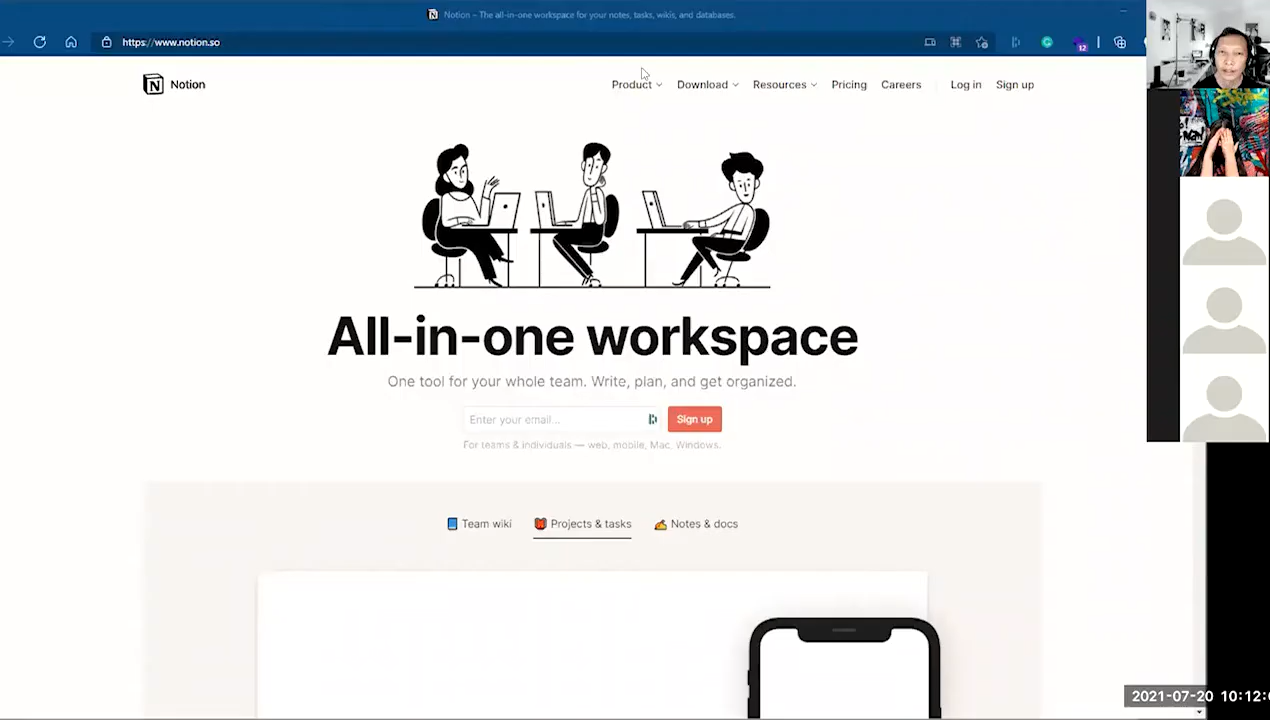 Notion – The all-in-one workspace for your notes, tasks, wikis, and databases.
https://www.notion.so
12
Notion
Product
Download
Resources
Pricing
Careers
Log in
Sign up
All-in-one workspace
One tool for your whole team. Write, plan, and get organized.
Enter your email...
Sign up
For teams & individuals — web, mobile, Mac, Windows.
Team wiki
Projects & tasks
Notes & docs
2021-07-20 10:12: